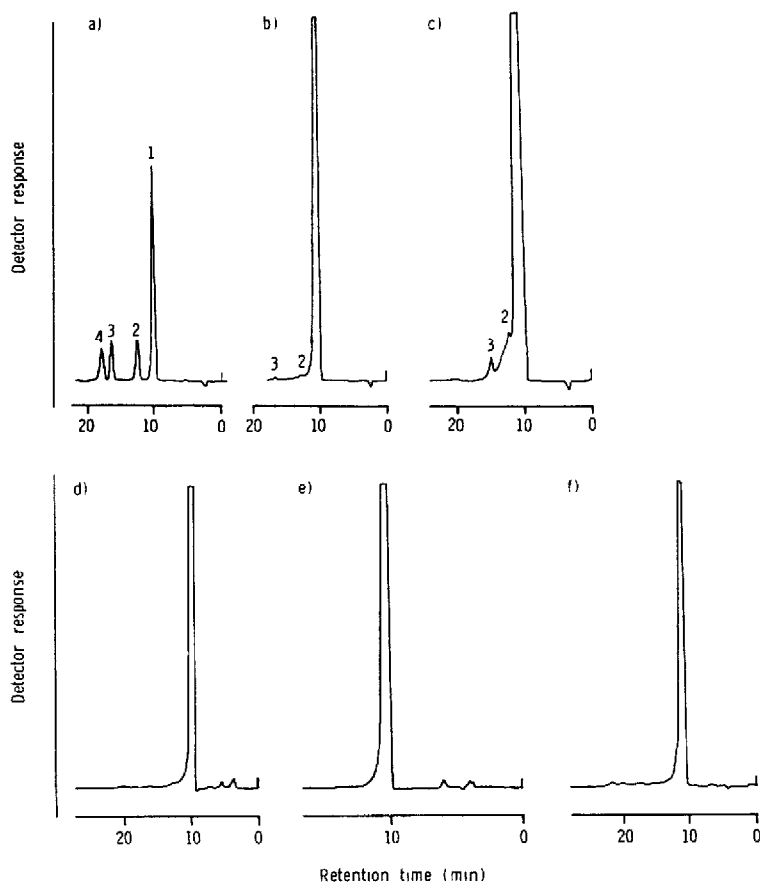 a)
b)
c)
Detector response
1
4 3 2
3 2
2
3
20 10 0
20 10 0
20 10 0
d)
e)
f)
Detector response
20 10 0
10 0
20 10 0
Retention time (min)